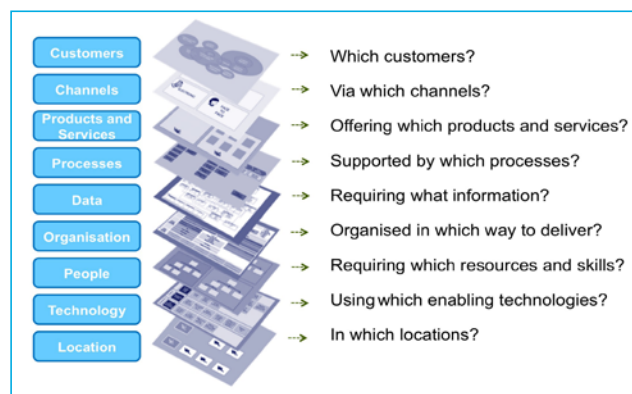 Customers
Which customers?
Channels
Via which channels?
Products and
Services
Offering which products and services?
Processes
Supported by which processes?
Data
Requiring what information?
Organisation
Organised in which way to deliver?
People
Requiring which resources and skills?
Technology
Using which enabling technologies?
Location
In which locations?